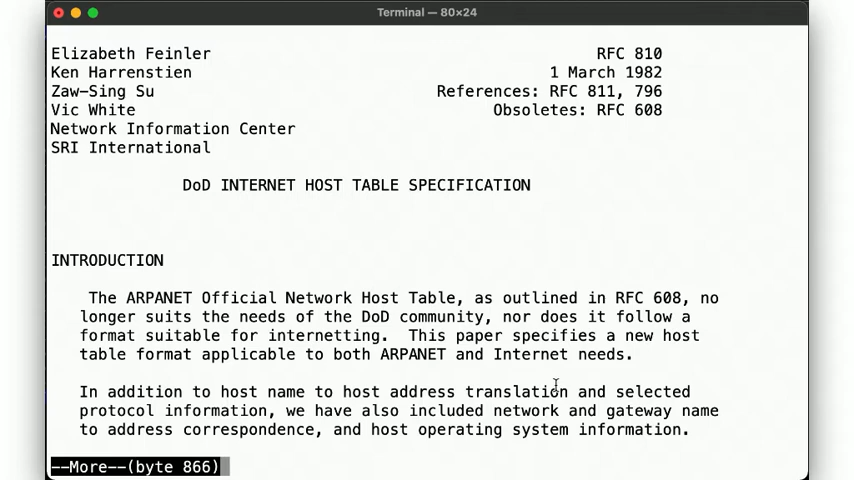 Terminal — 80×24
Elizabeth Feinler RFC 810
Ken Harrenstien 1 March 1982
Zaw-Sing Su References: RFC 811, 796
Vic White Obsoletes: RFC 608
Network Information Center
SRI International
DoD INTERNET HOST TABLE SPECIFICATION
INTRODUCTION
The ARPANET Official Network Host Table, as outlined in RFC 608, no
longer suits the needs of the DoD community, nor does it follow a
format suitable for internetting.  This paper specifies a new host
table format applicable to both ARPANET and Internet needs.
In addition to host name to host address translation and selected
protocol information, we have also included network and gateway name
to address correspondence, and host operating system information.
--More--(byte 866)